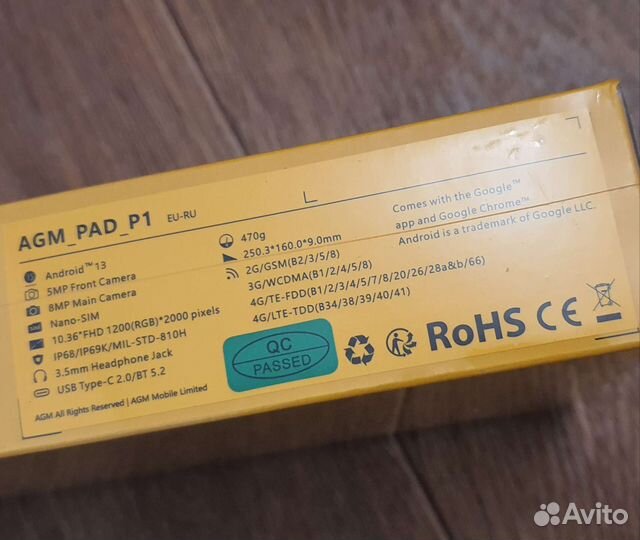 AGM_PAD_P1 EU-RU
Android™ 13
5MP Front Camera
8MP Main Camera
Nano-SIM
10.36"FHD 1200(RGB)*2000 pixels
IP68/IP69K/MIL-STD-810H
3.5mm Headphone Jack
USB Type-C 2.0/BT 5.2
AGM All Rights Reserved | AGM Mobile Limited
470g
250.3*160.0*9.0mm
2G/GSM(B2/3/5/8)
3G/WCDMA(B1/2/4/5/8)
4G/TE-FDD(B1/2/3/4/5/7/8/20/26/28a&b/66)
4G/LTE-TDD(B34/38/39/40/41)
Comes with the Google™
app and Google Chrome™
Android is a trademark of Google LLC.
QC
PASSED
RoHS CE
Avito